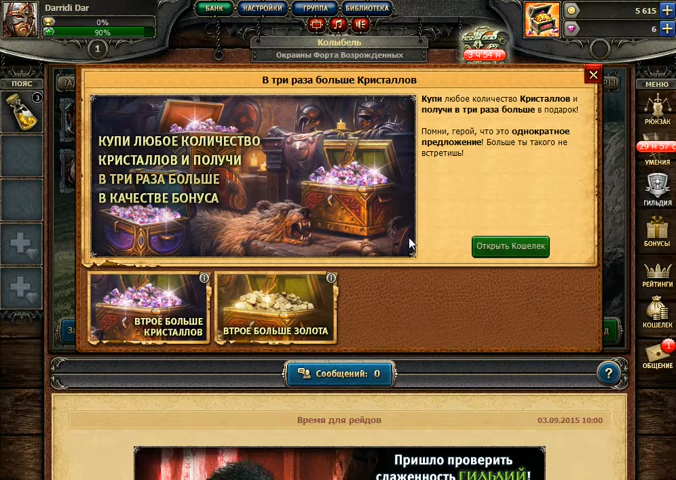 Darridi Dar
0%
90%
1
БАНК
НАСТРОЙКИ
ГРУППА
БИБЛИОТЕКА
Колыбель
Окраины Форта Возрожденных
3 Ч 54 М
5 615
6
ПОЯС
3
В три раза больше Кристаллов
КУПИ ЛЮБОЕ КОЛИЧЕСТВО
КРИСТАЛЛОВ И ПОЛУЧИ
В ТРИ РАЗА БОЛЬШЕ
В КАЧЕСТВЕ БОНУСА
Купи любое количество Кристаллов и
получи в три раза больше в подарок!
Помни, герой, что это однократное
предложение! Больше ты такого не
встретишь!
Открыть Кошелек
ВТРОЕ БОЛЬШЕ
КРИСТАЛЛОВ
ВТРОЕ БОЛЬШЕ ЗОЛОТА
МЕНЮ
РЮКЗАК
29 М 57 С
УМЕНИЯ
ГИЛЬДИЯ
БОНУСЫ
РЕЙТИНГИ
КОШЕЛЕК
1
ОБЩЕНИЕ
Сообщений: 0
?
Время для рейдов
03.09.2015 10:00
Пришло проверить
слаженность ГИЛЬДИЙ!